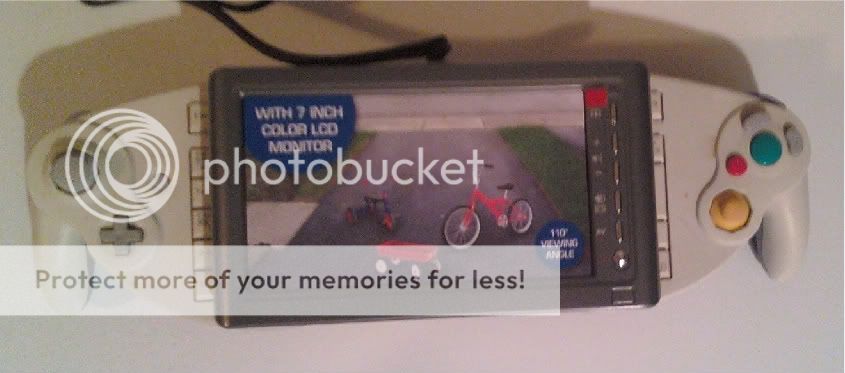 WITH 7 INCH
COLOR LCD
MONITOR
photobucket
110°
VIEWING
ANGLE
Protect more of your memories for less!